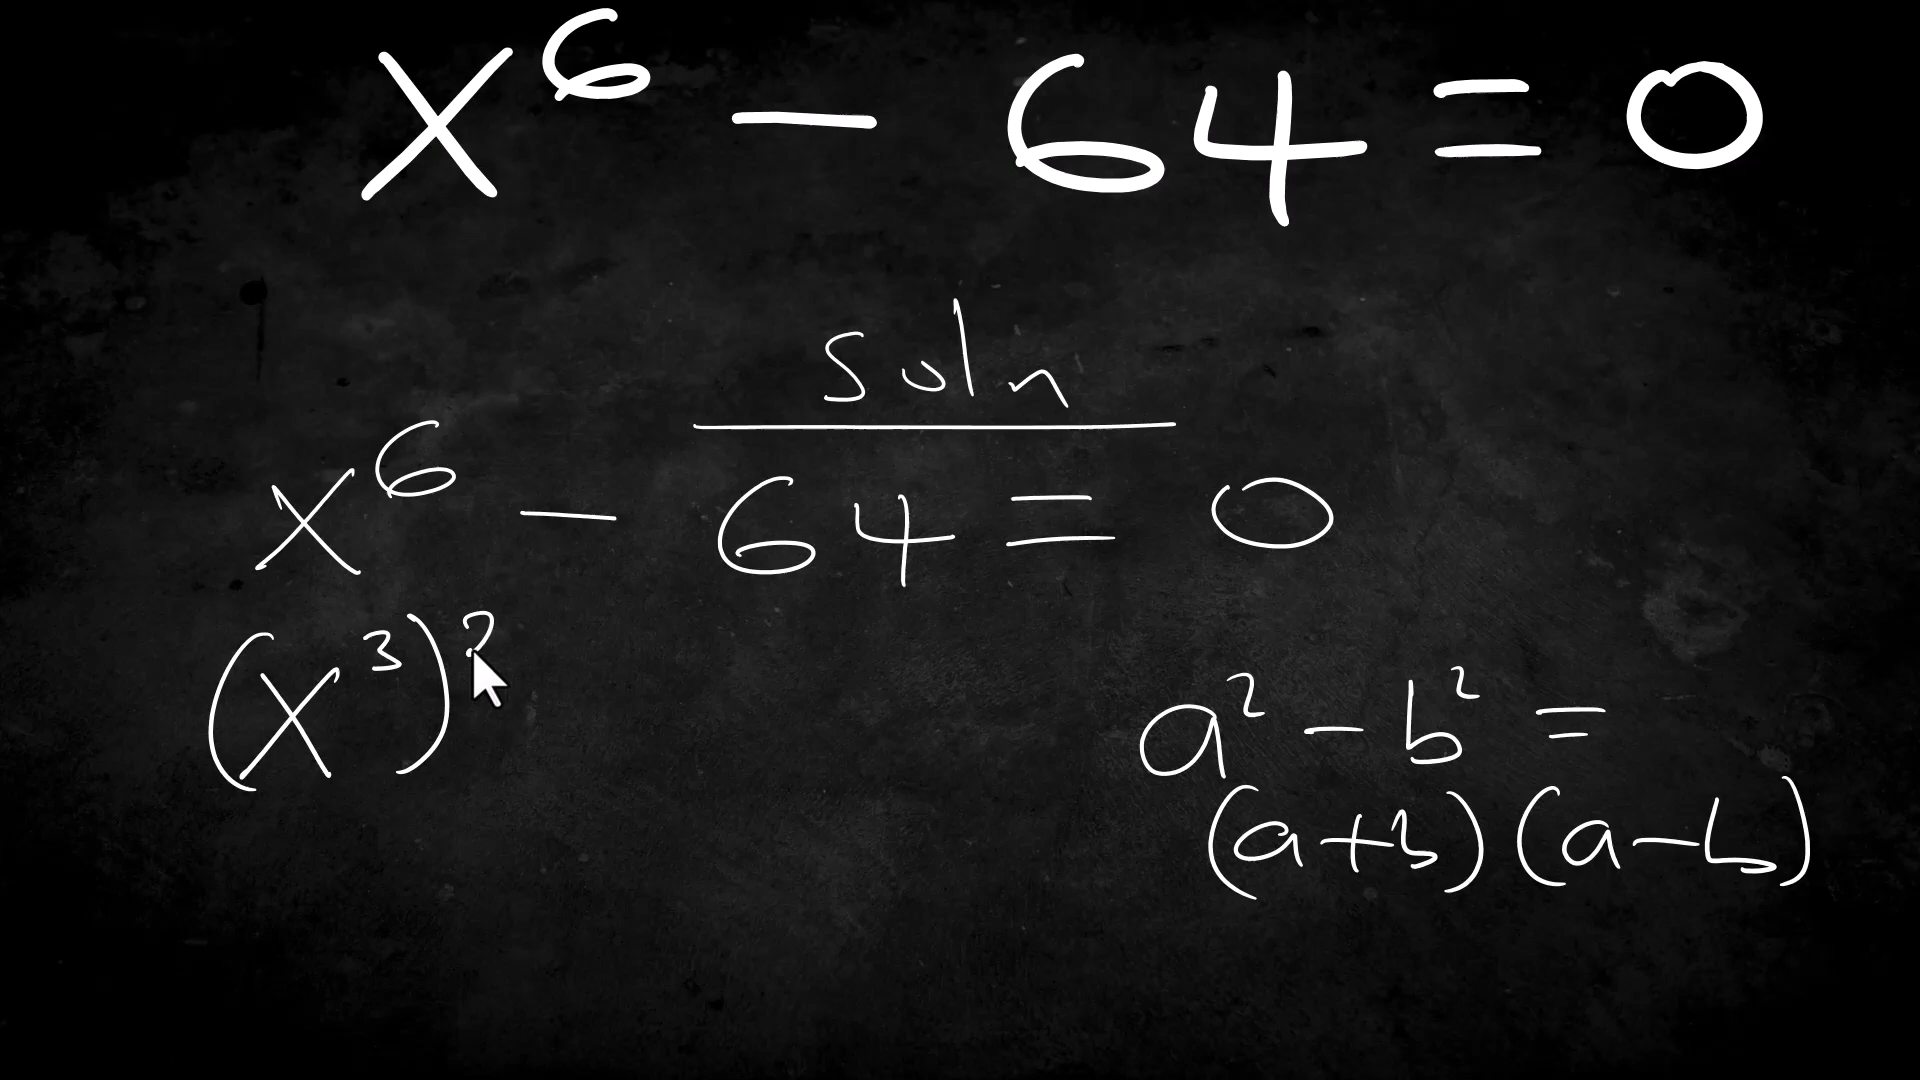 x⁶ - 64 = 0
soln
x⁶ - 64 = 0
(x³)²
a² - b² =
(a+b)(a-b)